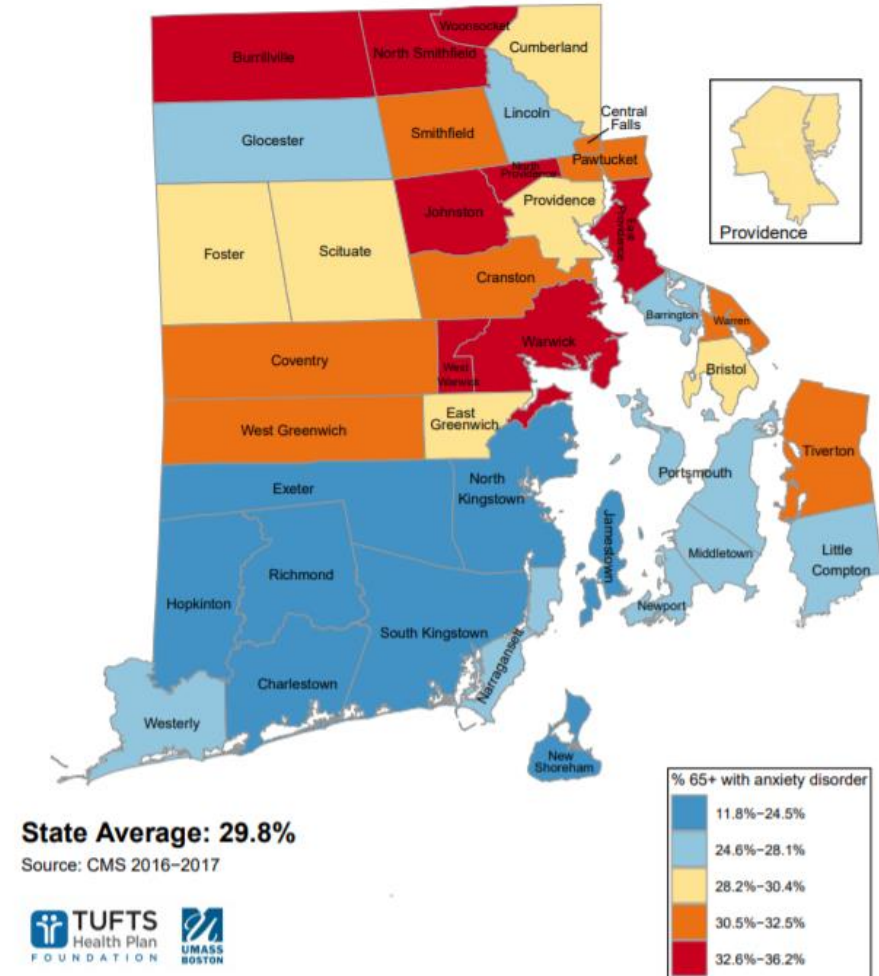 Woonsocket
Burrillville
North Smithfield
Cumberland
Glocester
Smithfield
Lincoln
Central
Falls
Pawtucket
North
Providence
Foster
Scituate
Johnston
Providence
East
Providence
Providence
Cranston
Barrington
Warren
Coventry
West
Warwick
Warwick
Bristol
West Greenwich
East
Greenwich
Tiverton
Exeter
North
Kingstown
Portsmouth
Jamestown
Middletown
Little
Compton
Hopkinton
Richmond
Newport
South Kingstown
Narragansett
Charlestown
Westerly
New
Shoreham
% 65+ with anxiety disorder
11.8%−24.5%
24.6%−28.1%
28.2%−30.4%
30.5%−32.5%
32.6%−36.2%
State Average: 29.8%
Source: CMS 2016−2017
TUFTS
Health Plan
FOUNDATION
UMASS
BOSTON